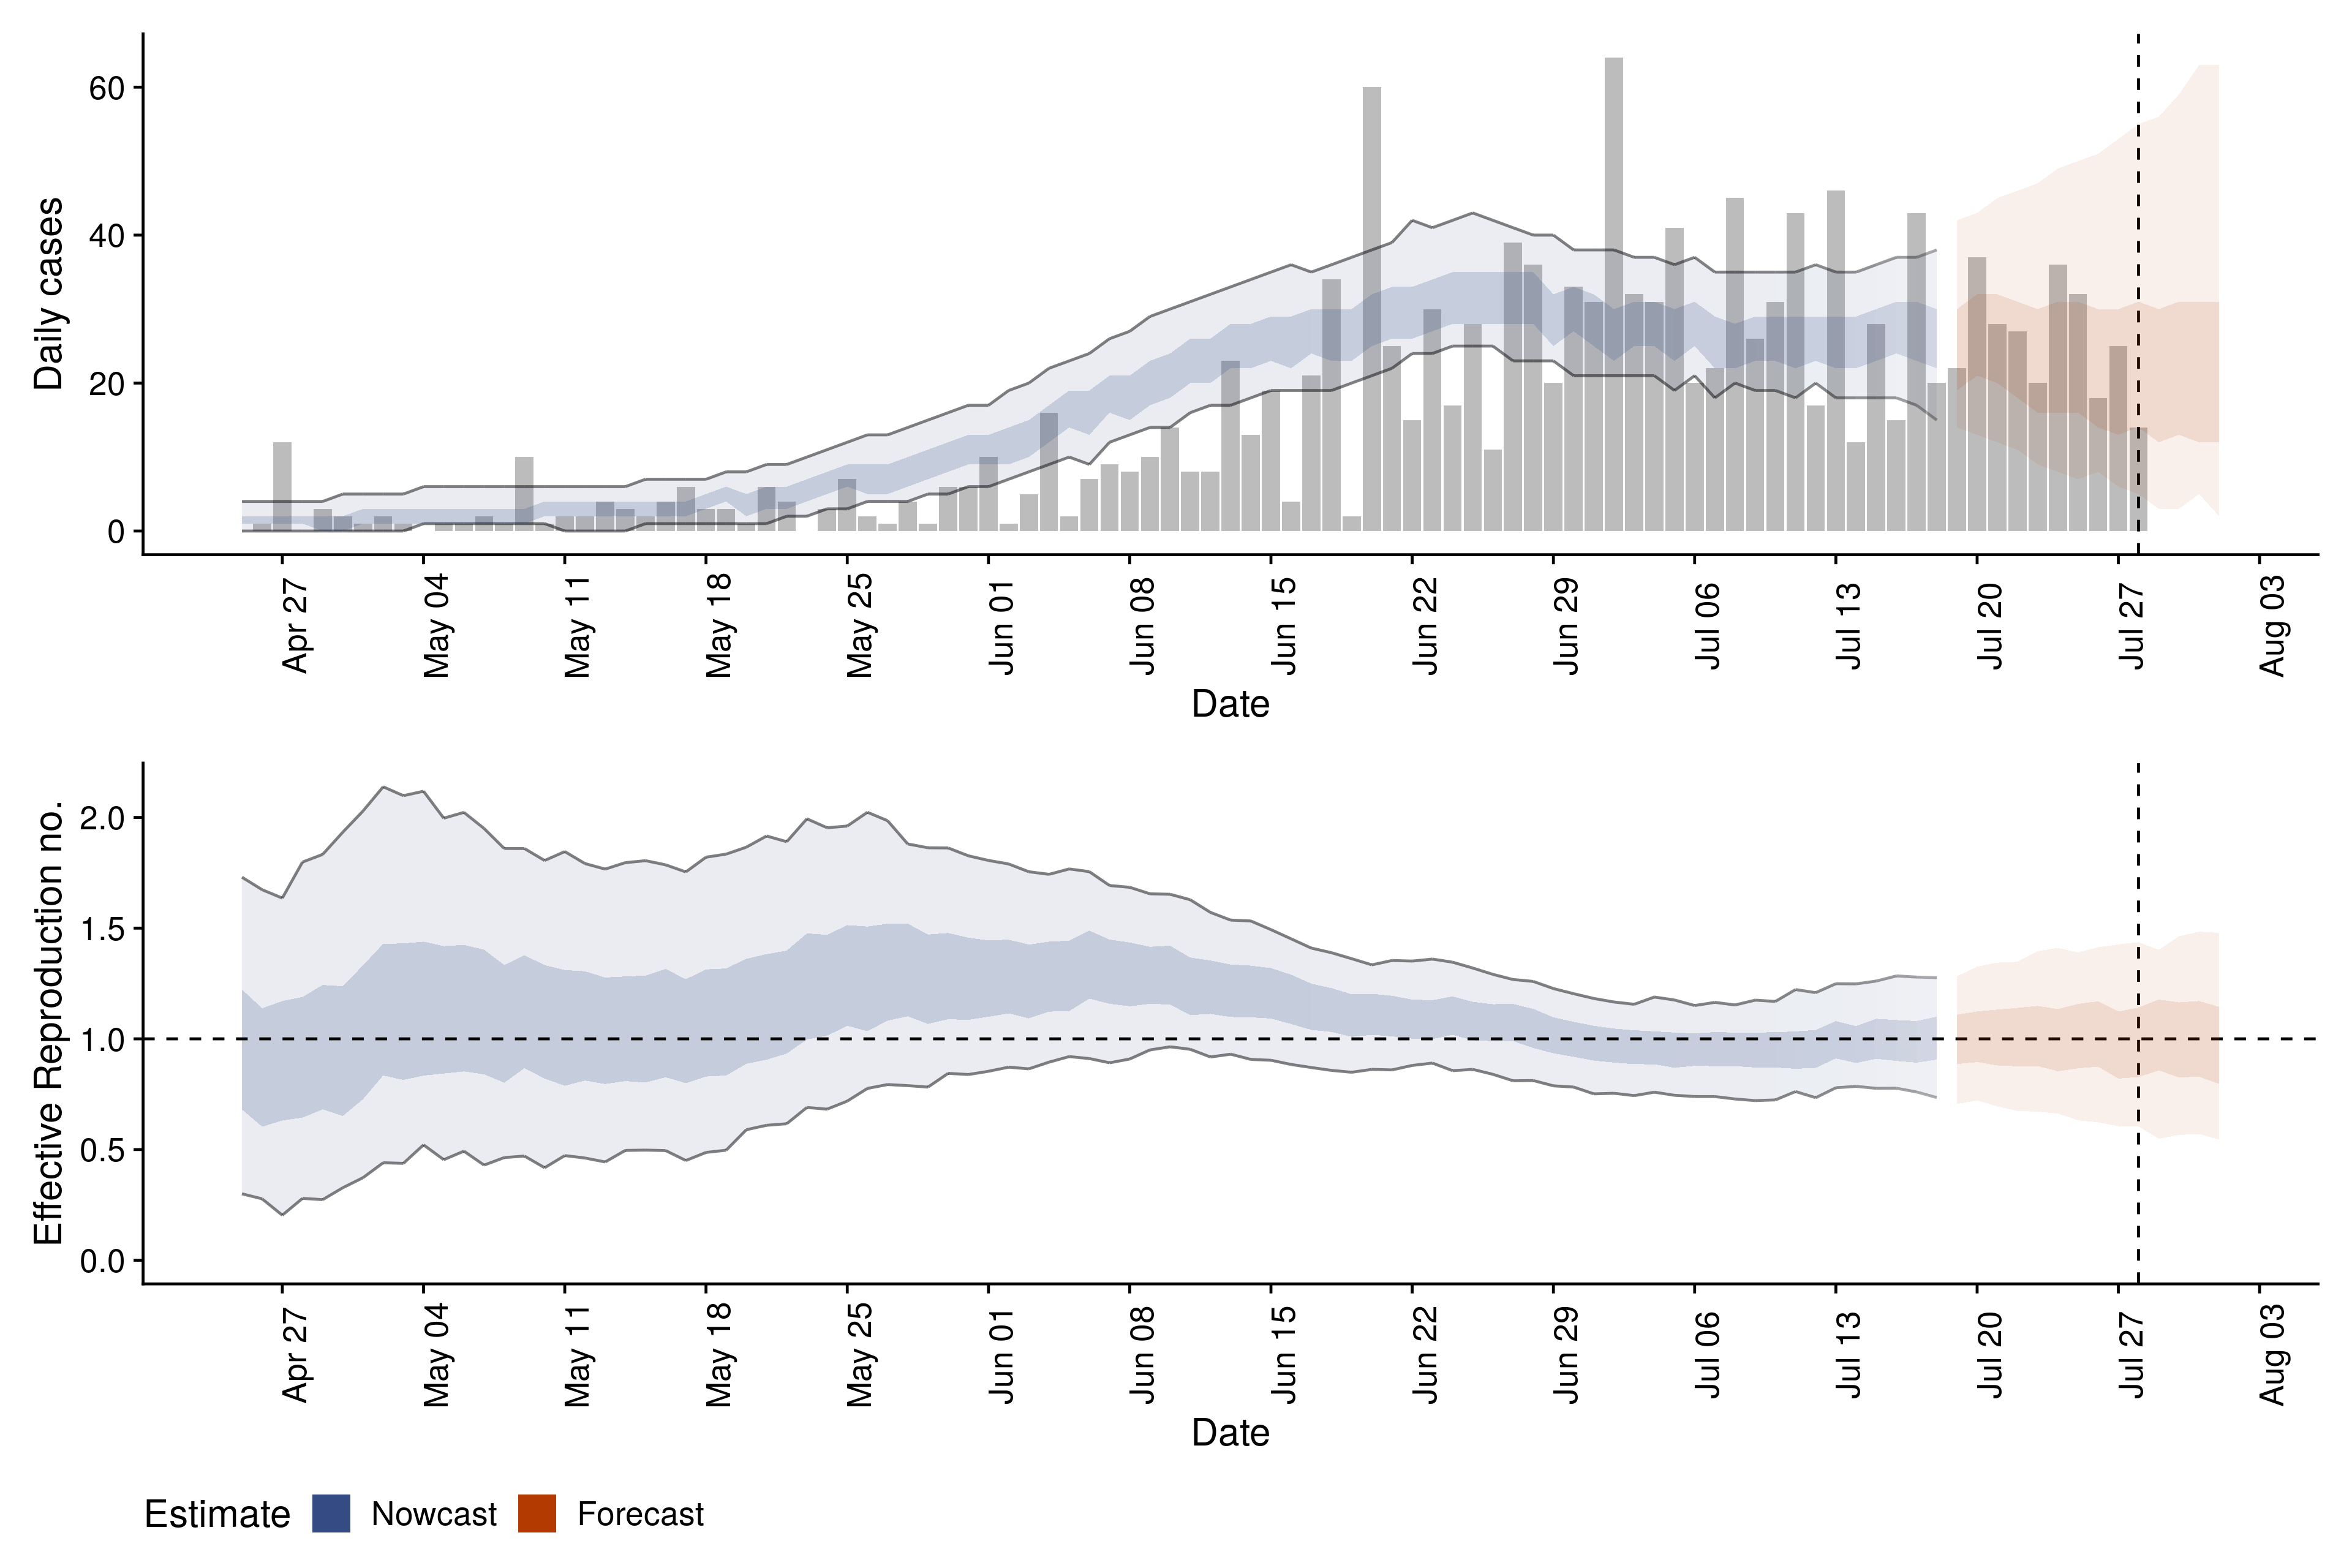 60
40
20
0
Daily cases
Apr 27
May 04
May 11
May 18
May 25
Jun 01
Jun 08
Jun 15
Jun 22
Jun 29
Jul 06
Jul 13
Jul 20
Jul 27
Aug 03
Date
2.0
1.5
1.0
0.5
0.0
Effective Reproduction no.
Apr 27
May 04
May 11
May 18
May 25
Jun 01
Jun 08
Jun 15
Jun 22
Jun 29
Jul 06
Jul 13
Jul 20
Jul 27
Aug 03
Date
Estimate Nowcast Forecast